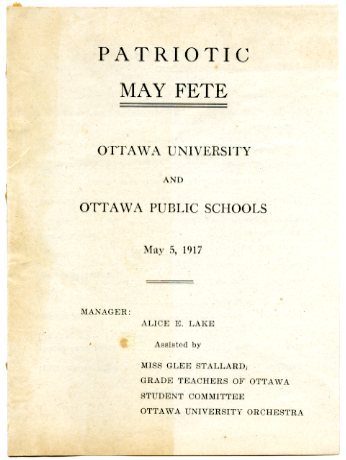 PATRIOTIC
MAY FETE
OTTAWA UNIVERSITY
AND
OTTAWA PUBLIC SCHOOLS
May 5, 1917
MANAGER:
ALICE E. LAKE
Assisted by
MISS GLEE STALLARD,
GRADE TEACHERS OF OTTAWA
STUDENT COMMITTEE
OTTAWA UNIVERSITY ORCHESTRA